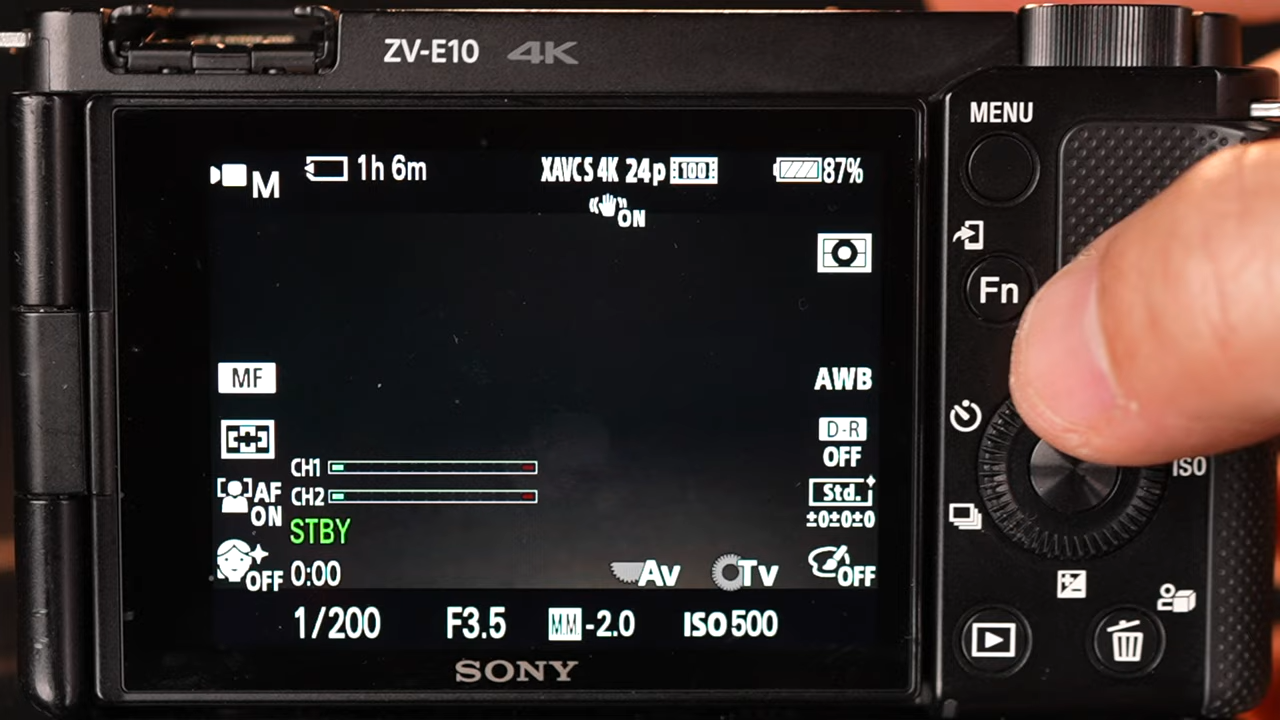 ZV-E10 4K
MENU
M 1h 6m XAVC S 4K 24p 100 87%
ON
Fn
MF AWB
D-R
OFF
CH1
AF CH2 Std.
ON ±0±0±0
ISO
STBY
OFF 0:00 Av Tv OFF
1/200 F3.5 M.M. -2.0 ISO 500
SONY